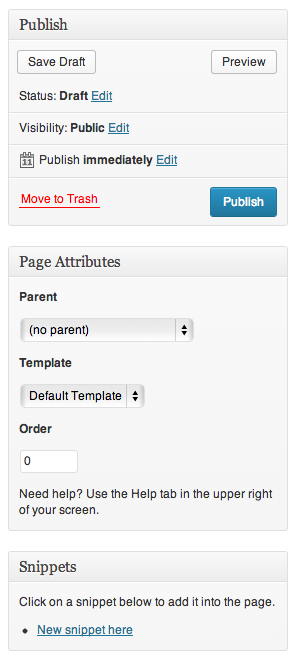 Publish
Save Draft Preview
Status: Draft Edit
Visibility: Public Edit
11 Publish immediately Edit
Move to Trash Publish
Page Attributes
Parent
(no parent)
Template
Default Template
Order
0
Need help? Use the Help tab in the upper right
of your screen.
Snippets
Click on a snippet below to add it into the page.
• New snippet here